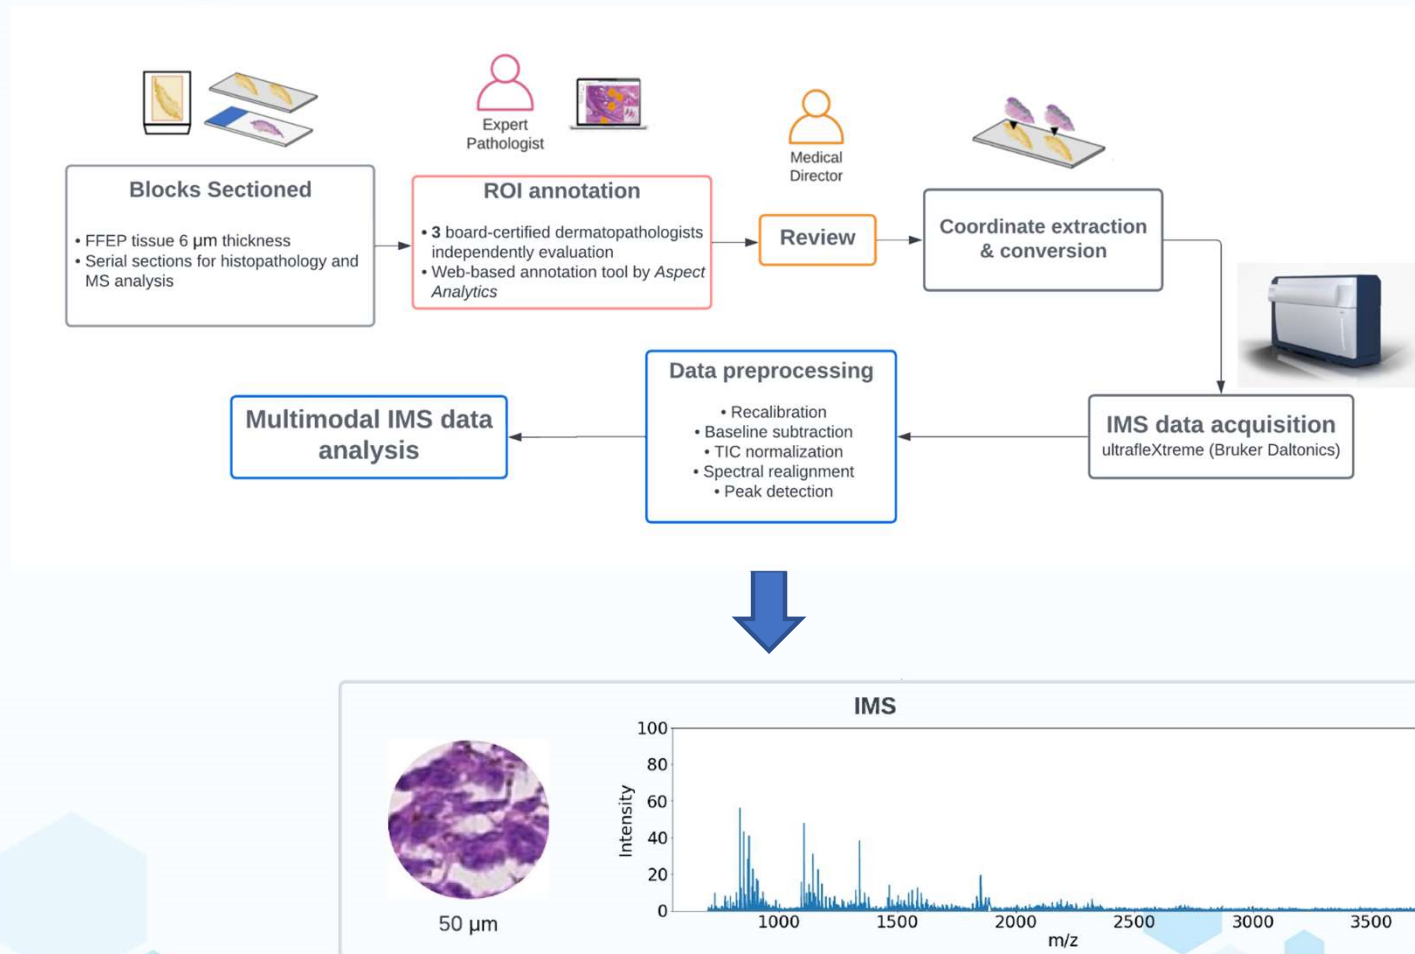 Expert
Pathologist
Medical
Director
Blocks Sectioned
• FFEP tissue 6 μm thickness
• Serial sections for histopathology and
MS analysis
ROI annotation
• 3 board-certified dermatopathologists
independently evaluation
• Web-based annotation tool by Aspect
Analytics
Review
Coordinate extraction
& conversion
IMS data acquisition
ultrafleXtreme (Bruker Daltonics)
Data preprocessing
• Recalibration
• Baseline subtraction
• TIC normalization
• Spectral realignment
• Peak detection
Multimodal IMS data
analysis
IMS
50 μm
Intensity
100
80
60
40
20
0
1000 1500 2000 2500 3000 3500
m/z